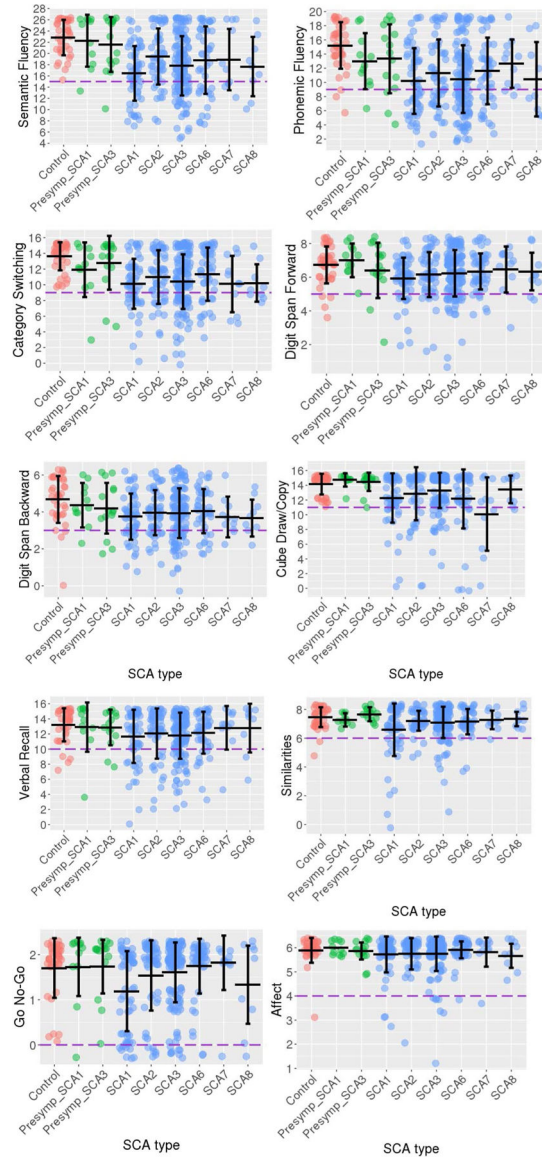 Semantic Fluency
28
26
24
22
20
18
16
14
12
10
8
6
4
Control
Presymp_SCA1
Presymp_SCA3
SCA1
SCA2
SCA3
SCA6
SCA7
SCA8
Phonemic Fluency
20
18
16
14
12
10
8
6
4
2
Control
Presymp_SCA1
Presymp_SCA3
SCA1
SCA2
SCA3
SCA6
SCA7
SCA8
Category Switching
16
14
12
10
8
6
4
2
0
Control
Presymp_SCA1
Presymp_SCA3
SCA1
SCA2
SCA3
SCA6
SCA7
SCA8
Digit Span Forward
8
6
4
2
Control
Presymp_SCA1
Presymp_SCA3
SCA1
SCA2
SCA3
SCA6
SCA7
SCA8
Digit Span Backward
6
4
2
0
Control
Presymp_SCA1
Presymp_SCA3
SCA1
SCA2
SCA3
SCA6
SCA7
SCA8
SCA type
Cube Draw/Copy
16
14
12
10
8
6
4
2
0
Control
Presymp_SCA1
Presymp_SCA3
SCA1
SCA2
SCA3
SCA6
SCA7
SCA8
Verbal Recall
16
14
12
10
8
6
4
2
0
Control
Presymp_SCA1
Presymp_SCA3
SCA1
SCA2
SCA3
SCA6
SCA7
SCA8
Similarities
8
6
4
2
0
Control
Presymp_SCA1
Presymp_SCA3
SCA1
SCA2
SCA3
SCA6
SCA7
SCA8
SCA type
Go No-Go
2
1
0
Control
Presymp_SCA1
Presymp_SCA3
SCA1
SCA2
SCA3
SCA6
SCA7
SCA8
SCA type
Affect
6
5
4
3
2
1
Control
Presymp_SCA1
Presymp_SCA3
SCA1
SCA2
SCA3
SCA6
SCA7
SCA8
SCA type